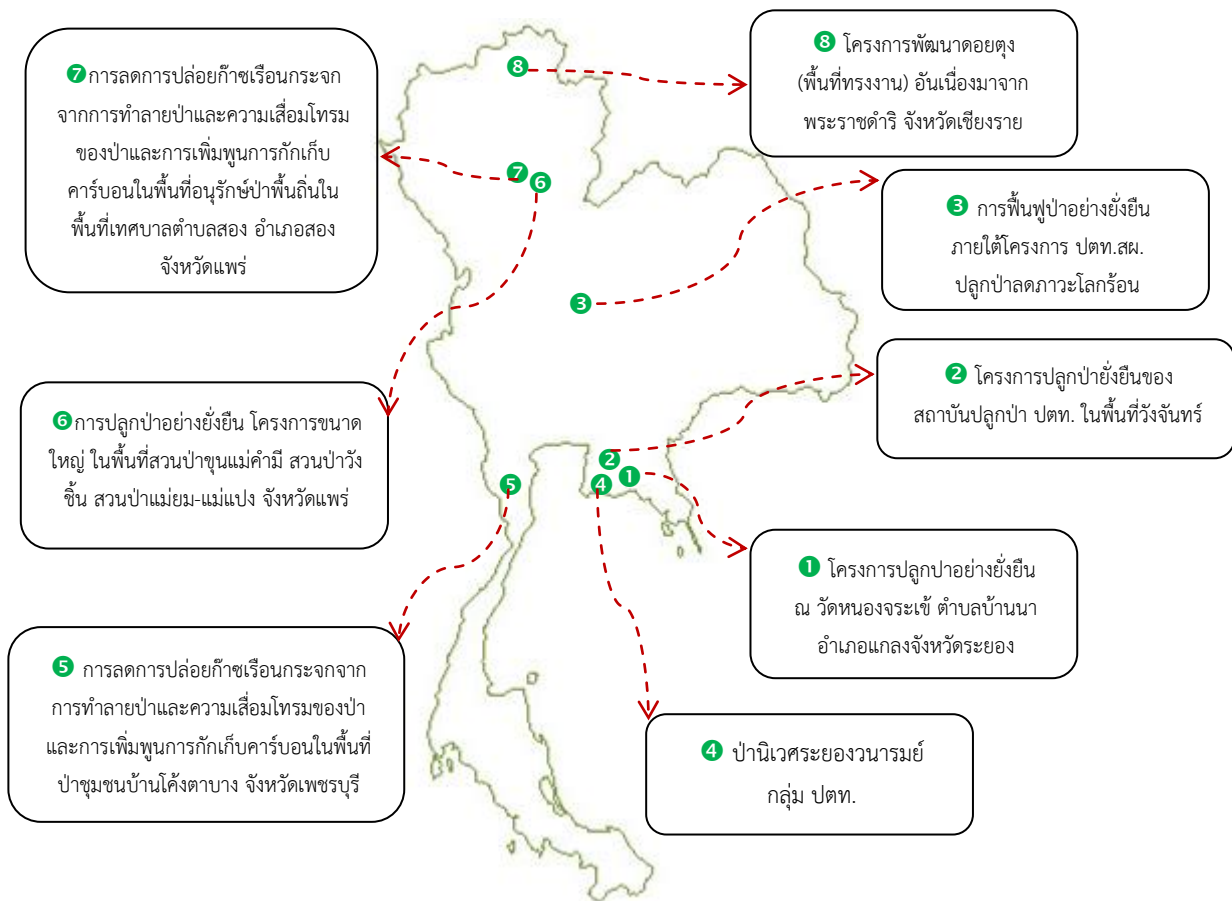 ❼การลดการปล่อยก๊าซเรือนกระจก
จากการทำลายป่าและความเสื่อมโทรม
ของป่าและการเพิ่มพูนการกักเก็บ
คาร์บอนในพื้นที่อนุรักษ์ป่าพื้นถิ่นใน
พื้นที่เทศบาลตำบลสอง อำเภอสอง
จังหวัดแพร่
❽ โครงการพัฒนาดอยตุง
(พื้นที่ทรงงาน) อันเนื่องมาจาก
พระราชดำริ จังหวัดเชียงราย
❸ การฟื้นฟูป่าอย่างยั่งยืน
ภายใต้โครงการ ปตท.สผ.
ปลูกป่าลดภาวะโลกร้อน
❷ โครงการปลูกป่ายั่งยืนของ
สถาบันปลูกป่า ปตท. ในพื้นที่วังจันทร์
❻การปลูกป่าอย่างยั่งยืน โครงการขนาด
ใหญ่ ในพื้นที่สวนป่าขุนแม่คำมี สวนป่าวัง
ชิ้น สวนป่าแม่ยม-แม่แปง จังหวัดแพร่
❶ โครงการปลูกปาอย่างยั่งยืน
ณ วัดหนองจระเข้ ตำบลบ้านนา
อำเภอแกลงจังหวัดระยอง
❺ การลดการปล่อยก๊าซเรือนกระจกจาก
การทำลายป่าและความเสื่อมโทรมของป่า
และการเพิ่มพูนการกักเก็บคาร์บอนในพื้นที่
ป่าชุมชนบ้านโค้งตาบาง จังหวัดเพชรบุรี
❹ ป่านิเวศระยองวนารมย์
กลุ่ม ปตท.
❽
❼
❻
❸
❷
❶
❹
❺